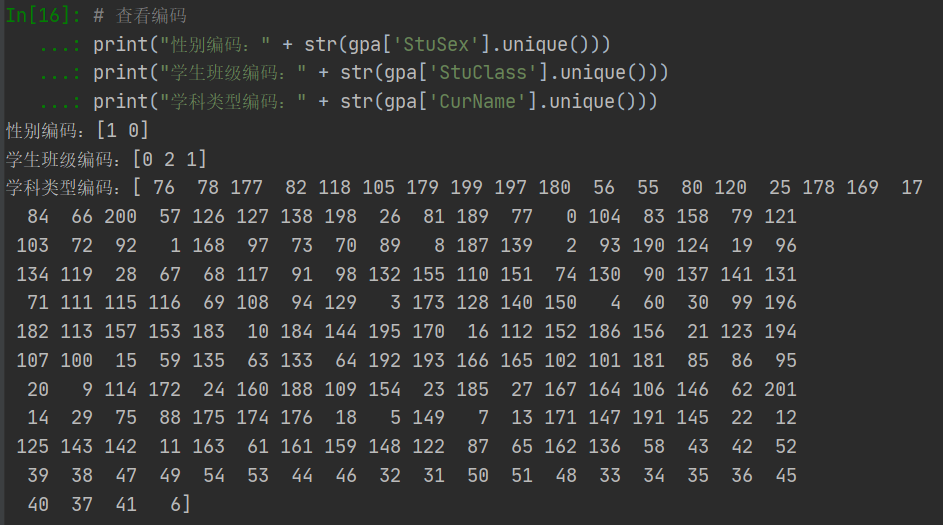 In[16]: # 查看编码
   ...: print("性别编码：" + str(gpa['StuSex'].unique()))
   ...: print("学生班级编码：" + str(gpa['StuClass'].unique()))
   ...: print("学科类型编码：" + str(gpa['CurName'].unique()))
性别编码：[1 0]
学生班级编码：[0 2 1]
学科类型编码：[ 76  78 177  82 118 105 179 199 197 180  56  55  80 120  25 178 169  17
  84  66 200  57 126 127 138 198  26  81 189  77   0 104  83 158  79 121
 103  72  92   1 168  97  73  70  89   8 187 139   2  93 190 124  19  96
 134 119  28  67  68 117  91  98 132 155 110 151  74 130  90 137 141 131
  71 111 115 116  69 108  94 129   3 173 128 140 150   4  60  30  99 196
 182 113 157 153 183  10 184 144 195 170  16 112 152 186 156  21 123 194
 107 100  15  59 135  63 133  64 192 193 166 165 102 101 181  85  86  95
  20   9 114 172  24 160 188 109 154  23 185  27 167 164 106 146  62 201
  14  29  75  88 175 174 176  18   5 149   7  13 171 147 191 145  22  12
 125 143 142  11 163  61 161 159 148 122  87  65 162 136  58  43  42  52
  39  38  47  49  54  53  44  46  32  31  50  51  48  33  34  35  36  45
  40  37  41   6]